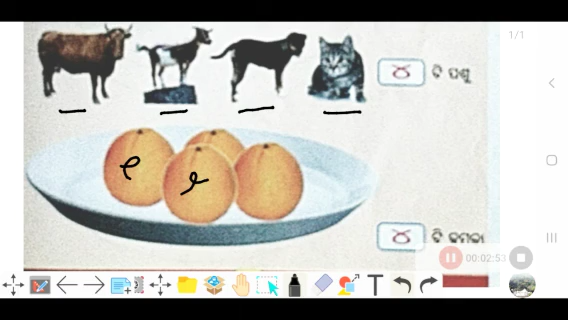 1/1
୪ ଟି ପଶୁ
୧ ୨
୪ ଟି କମଳା
00:02:53